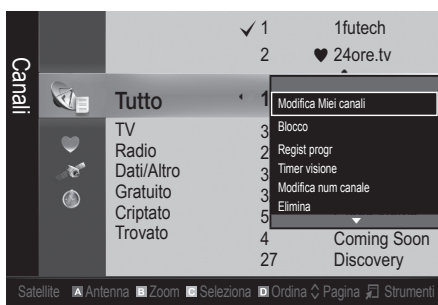 Canali
✓ 1 1futech
2 ♥ 24ore.tv
Tutto 1
TV 3
Radio 2
Dati/Altro 3
Gratuito 3
Criptato 5
Trovato 4 Coming Soon
27 Discovery
Modifica Miei canali
Blocco
Regist progr
Timer visione
Modifica num canale
Elimina
Satellite A Antenna B Zoom C Seleziona D Ordina Pagina Strumenti